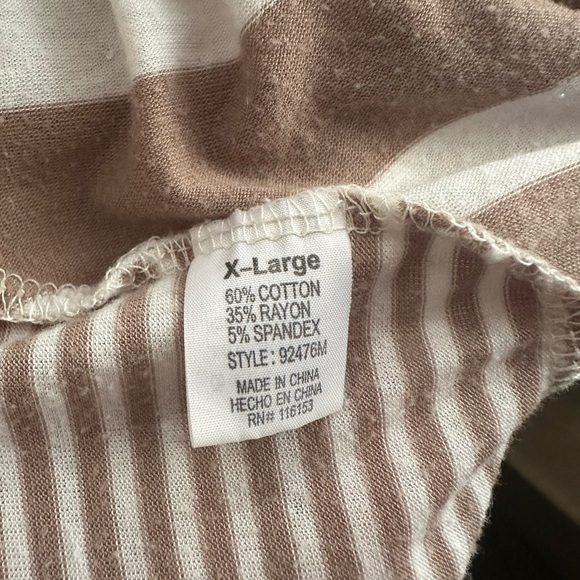 X-Large
60% COTTON
35% RAYON
5% SPANDEX
STYLE: 92476M
MADE IN CHINA
HECHO EN CHINA
RN# 116153